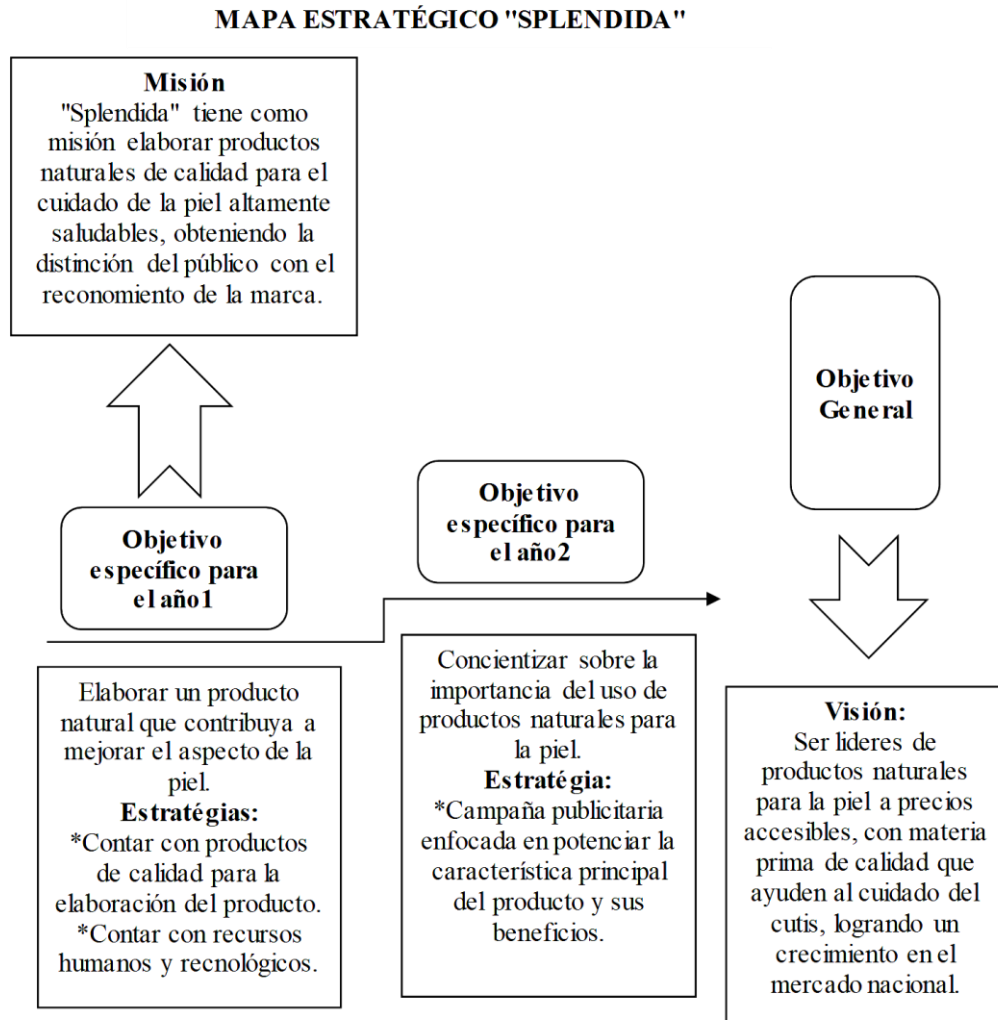 MAPA ESTRATÉGICO "SPLENDIDA"
Misión
"Splendida" tiene como
misión elaborar productos
naturales de calidad para el
cuidado de la piel altamente
saludables, obteniendo la
distinción del público con el
reconomiento de la marca.
Objetivo
específico para
el año1
Elaborar un producto
natural que contribuya a
mejorar el aspecto de la
piel.
Estratégias:
*Contar con productos
de calidad para la
elaboración del producto.
*Contar con recursos
humanos y recnológicos.
Objetivo
específico para
el año2
Concientizar sobre la
importancia del uso de
productos naturales para
la piel.
Estratégia:
*Campaña publicitaria
enfocada en potenciar la
característica principal
del producto y sus
beneficios.
Objetivo
General
Visión:
Ser lideres de
productos naturales
para la piel a precios
accesibles, con materia
prima de calidad que
ayuden al cuidado del
cutis, logrando un
crecimiento en el
mercado nacional.